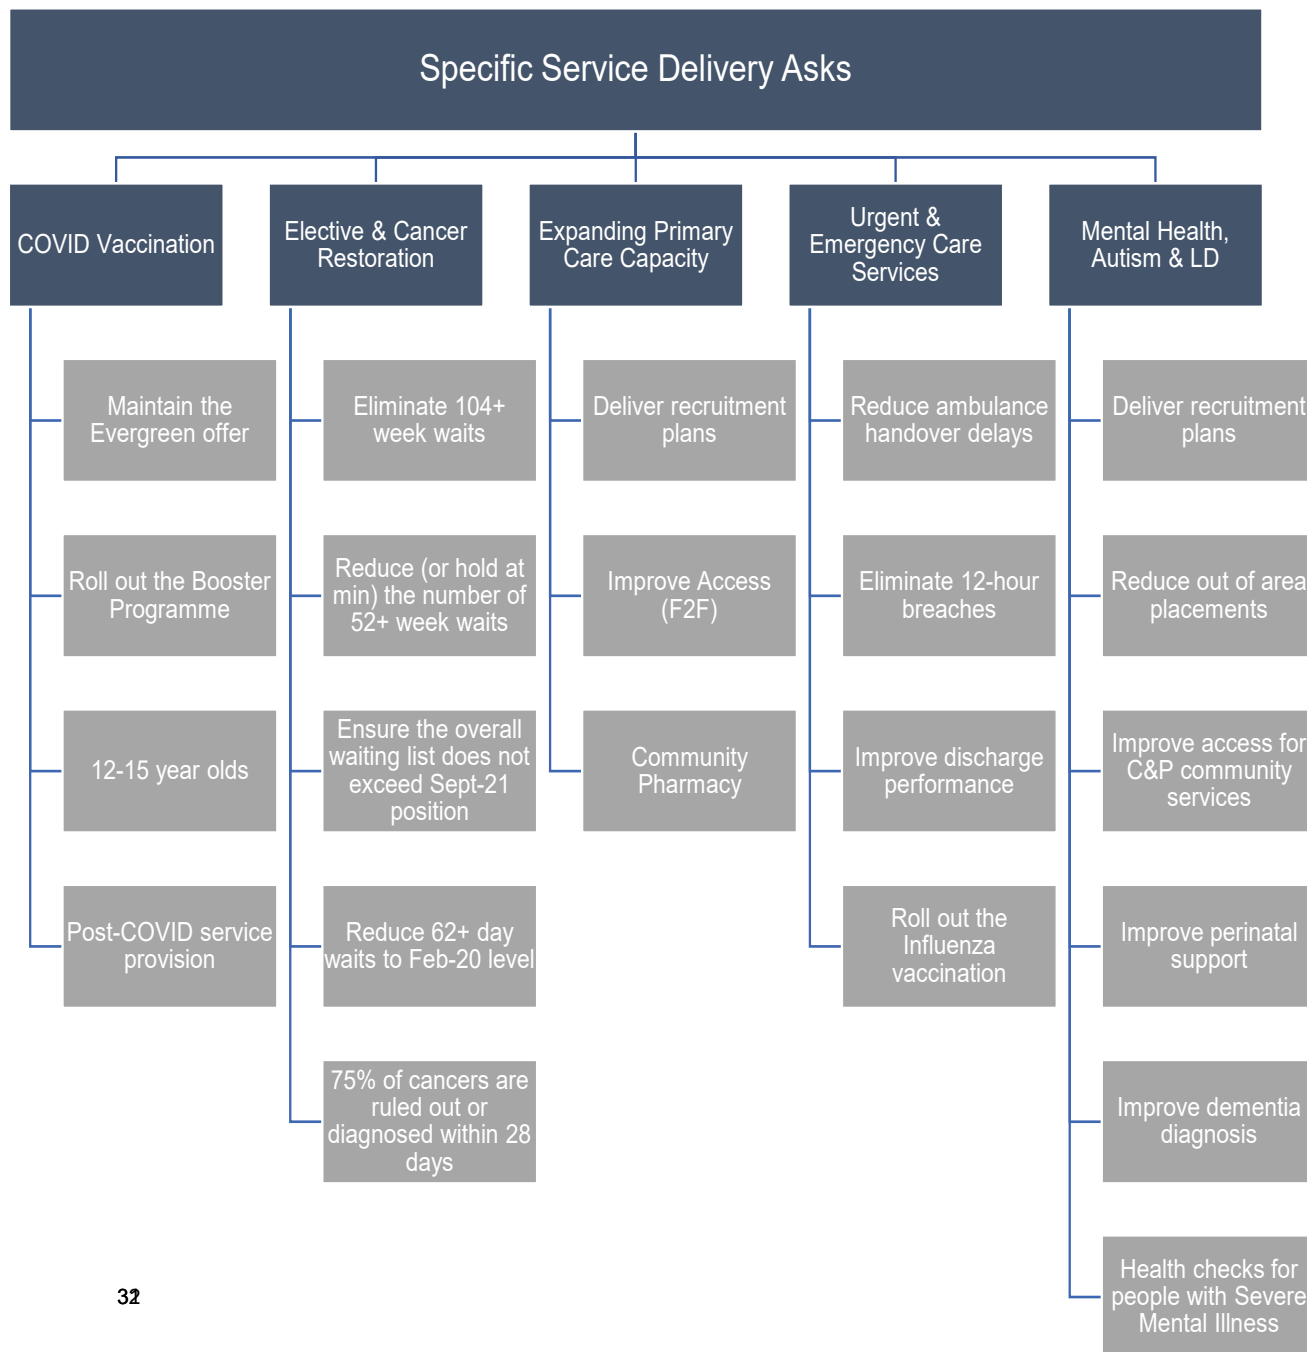 Specific Service Delivery Asks
COVID Vaccination
Maintain the
Evergreen offer
Roll out the Booster
Programme
12-15 year olds
Post-COVID service
provision
Elective & Cancer
Restoration
Eliminate 104+
week waits
Reduce (or hold at
min) the number of
52+ week waits
Ensure the overall
waiting list does not
exceed Sept-21
position
Reduce 62+ day
waits to Feb-20 level
75% of cancers are
ruled out or
diagnosed within 28
days
Expanding Primary
Care Capacity
Deliver recruitment
plans
Improve Access
(F2F)
Community
Pharmacy
Urgent &
Emergency Care
Services
Reduce ambulance
handover delays
Eliminate 12-hour
breaches
Improve discharge
performance
Roll out the
Influenza
vaccination
Mental Health,
Autism & LD
Deliver recruitment
plans
Reduce out of area
placements
Improve access for
C&P community
services
Improve perinatal
support
Improve dementia
diagnosis
Health checks for
people with Severe
Mental Illness